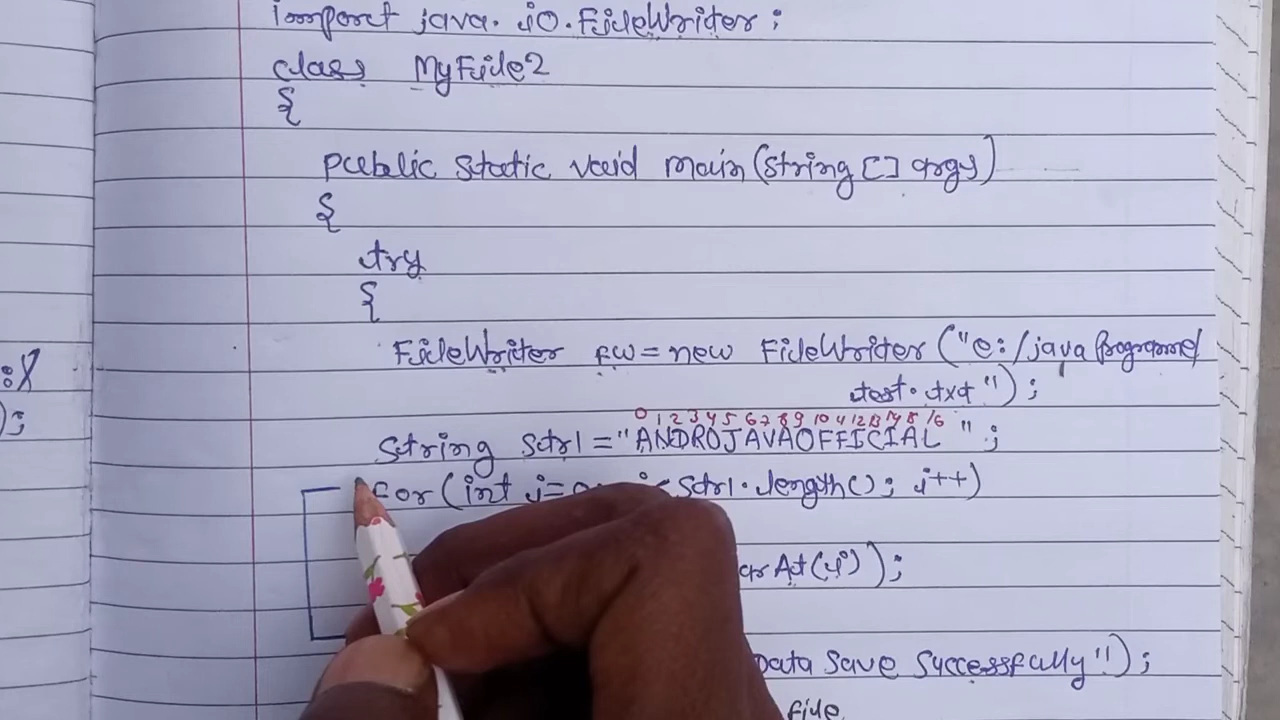 import java.io.FileWriter;
class MyFile2
{
public static void main(String [] args)
{
try
{
FileWriter fw=new FileWriter("e:/java Programme/
test.txt");
0 1 2 3 4 5 6 7 8 9 10 11 12 13 14 15 16
String str1="ANDROJAVAOFFICIAL";
for(int i=0; i<str1.length(); i++)
arAt(i));
Data Save Successfully");
file